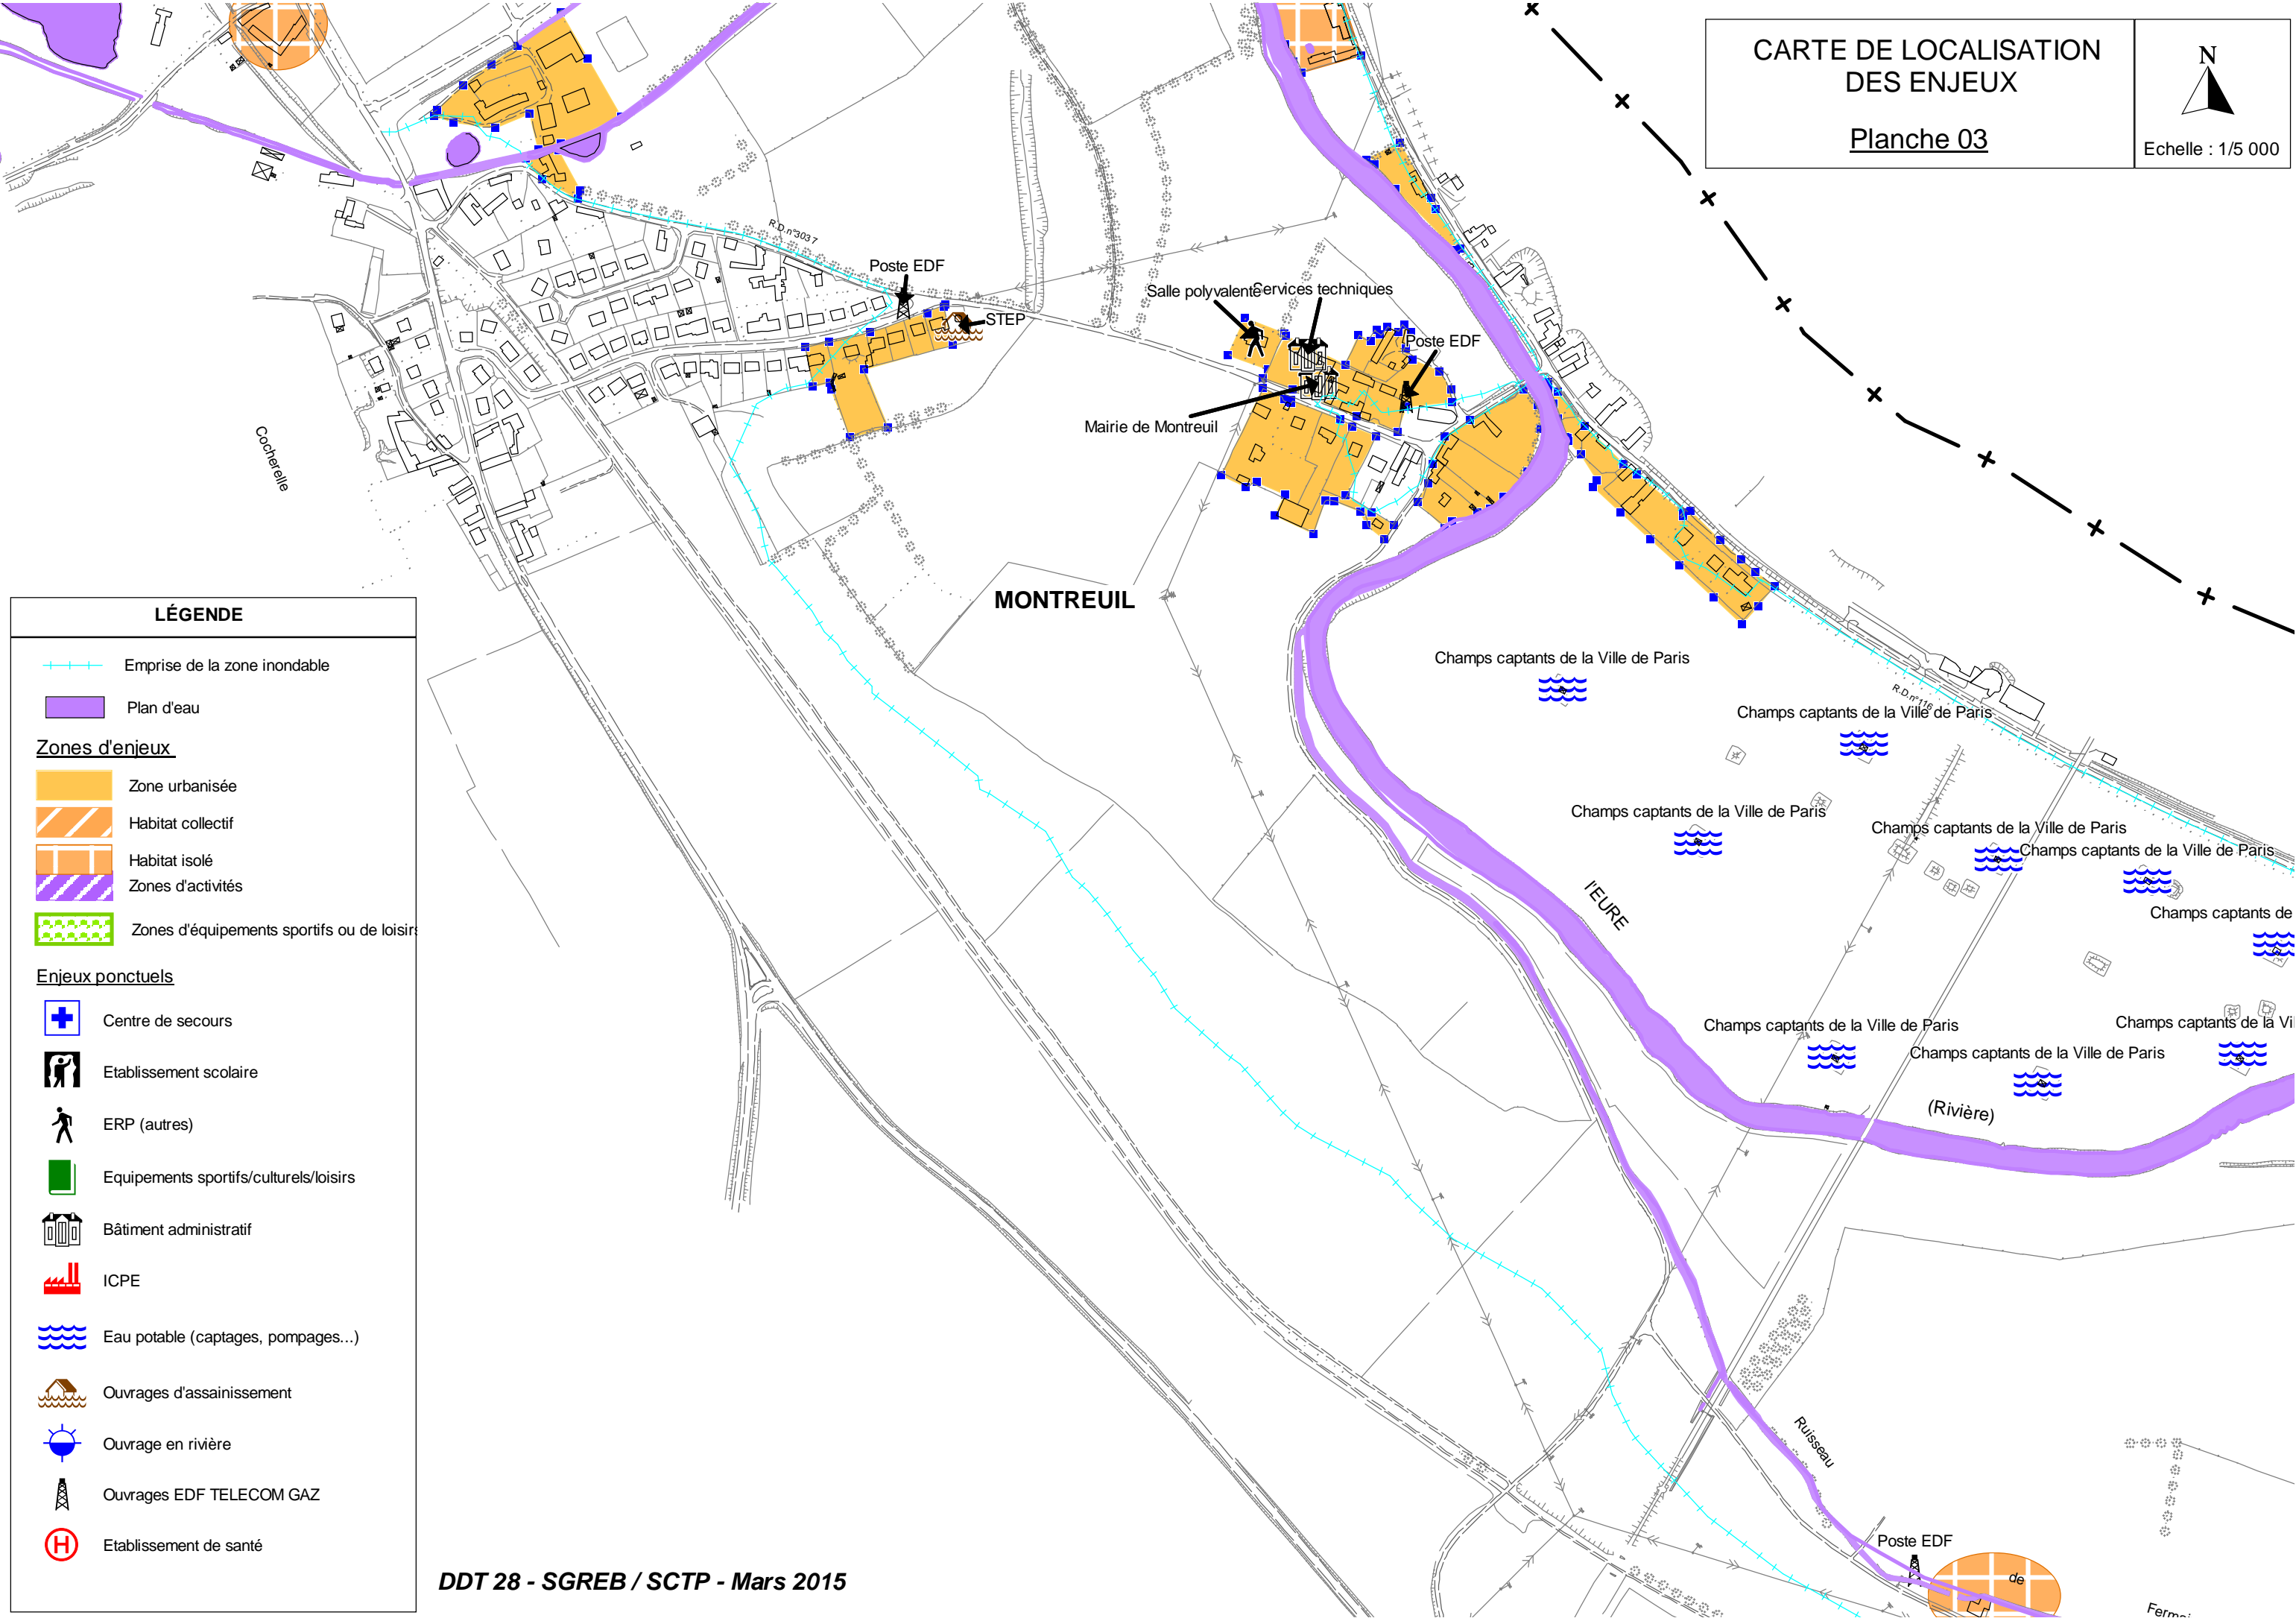 CARTE DE LOCALISATION
DES ENJEUX
Planche 03
N
Echelle : 1/5 000
R.D.n°3037
Poste EDF
STEP
Salle polyvalente
Services techniques
Poste EDF
Mairie de Montreuil
Cocherelle
MONTREUIL
LÉGENDE
Emprise de la zone inondable
Plan d'eau
Zones d'enjeux
Zone urbanisée
Habitat collectif
Habitat isolé
Zones d'activités
Zones d'équipements sportifs ou de loisirs
Enjeux ponctuels
Centre de secours
Etablissement scolaire
ERP (autres)
Equipements sportifs/culturels/loisirs
Bâtiment administratif
ICPE
Eau potable (captages, pompages...)
Ouvrages d'assainissement
Ouvrage en rivière
Ouvrages EDF TELECOM GAZ
H
Etablissement de santé
Champs captants de la Ville de Paris
R.D.n°116
Champs captants de la Ville de Paris
Champs captants de la Ville de Paris
Champs captants de la Ville de Paris
Champs captants de la Ville de Paris
l'EURE
Champs captants de
Champs captants de la Ville de Paris
Champs captants de la Vil
Champs captants de la Ville de Paris
(Rivière)
Ruisseau
Poste EDF
de
DDT 28 - SGREB / SCTP - Mars 2015